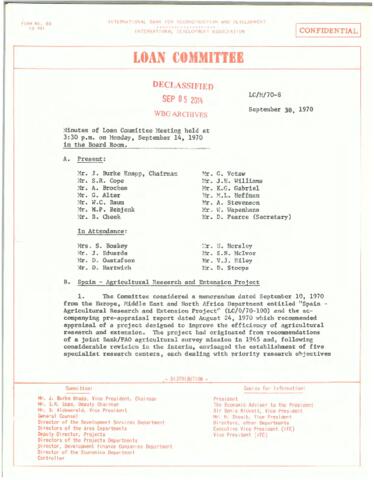 FORM No. 88
INTERNATIONAL BANK FOR RECONSTRUCTION AND DEVELOPMENT
INTERNATIONAL DEVELOPMENT ASSOCIATION
CONFIDENTIAL
LOAN COMMITTEE
DECLASSIFIED
SEP 05 2014
WBG ARCHIVES
LC/M/70-8
September 30, 1970
Minutes of Loan Committee Meeting held at
3:30 p.m. on Monday, September 14, 1970
in the Board Room.
A. Present:
Mr. J. Burke Knapp, Chairman Mr. G. Votaw
Mr. S.R. Cope Mr. J.H. Williams
Mr. A. Broches Mr. K.G. Gabriel
Mr. G. Alter Mr. M.L. Hoffman
Mr. W.C. Baum Mr. A. Stevenson
Mr. M.P. Benjenk Mr. W. Wapenhans
Mr. B. Cheek Mr. D. Pearce (Secretary)
In Attendance:
Mrs. S. Boskey Mr. B. Horsley
Mr. J. Edwards Mr. S.N. McIvor
Mr. D. Gustafson Mr. V.J. Riley
Mr. D. Hartwich Mr. D. Stoops
B. Spain - Agricultural Research and Extension Project
1. The Committee considered a memorandum dated September 10, 1970
from the Europe, Middle East and North Africa Department entitled "Spain -
Agricultural Research and Extension Project" (LC/O/70-100) and the ac-
companying pre-appraisal report dated August 24, 1970 which recommended
appraisal of a project designed to improve the efficiency of agricultural
research and extension. The project had originated from recommendations
of a joint Bank/FAO agricultural survey mission in 1965 and, following
considerable revision in the interim, envisaged the establishment of five
specialist research centers, each dealing with priority research objectives
- DISTRIBUTION -
Committee:
Mr. J. Burke Knapp, Vice President, Chairman
Mr. S.R. Cope, Deputy Chairman
Mr. S. Aldewereld, Vice President
General Counsel
Director of the Development Services Department
Directors of the Area Departments
Deputy Director, Projects
Directors of the Projects Departments
Director, Development Finance Companies Department
Director of the Economics Department
Controller
Copies for Information:
President
The Economic Adviser to the President
Sir Denis Rickett, Vice President
Mr. M. Shoaib, Vice President
Directors, other Departments
Executive Vice President (IFC)
Vice President (IFC)